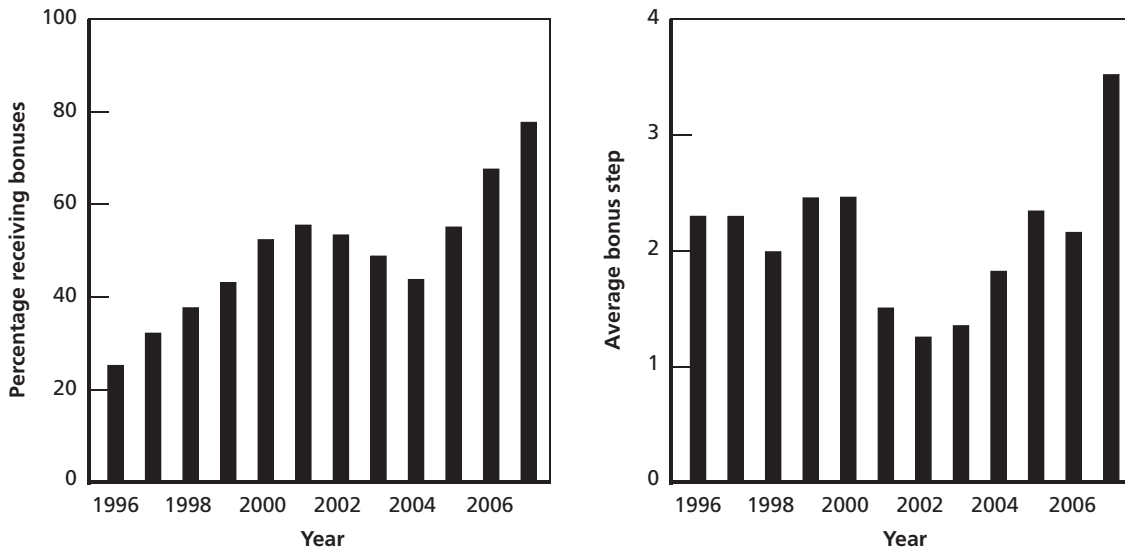 Percentage receiving bonuses
100
80
60
40
20
0
1996 1998 2000 2002 2004 2006
Year
Average bonus step
4
3
2
1
0
1996 1998 2000 2002 2004 2006
Year